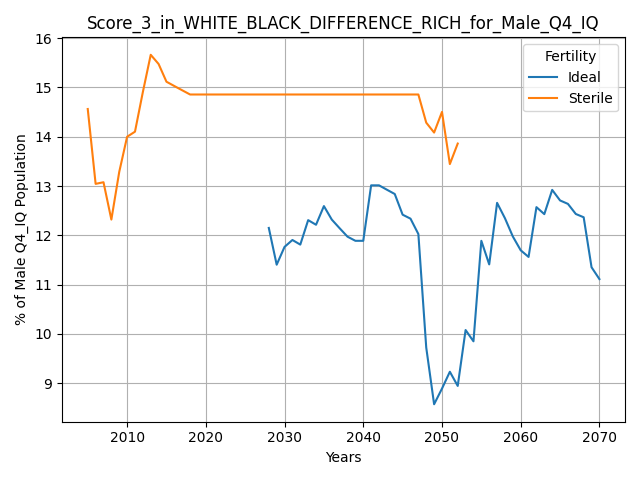 Score_3_in_WHITE_BLACK_DIFFERENCE_RICH_for_Male_Q4_IQ
16
15
14
13
12
11
10
9
% of Male Q4_IQ Population
Fertility
Ideal
Sterile
2010 2020 2030 2040 2050 2060 2070
Years